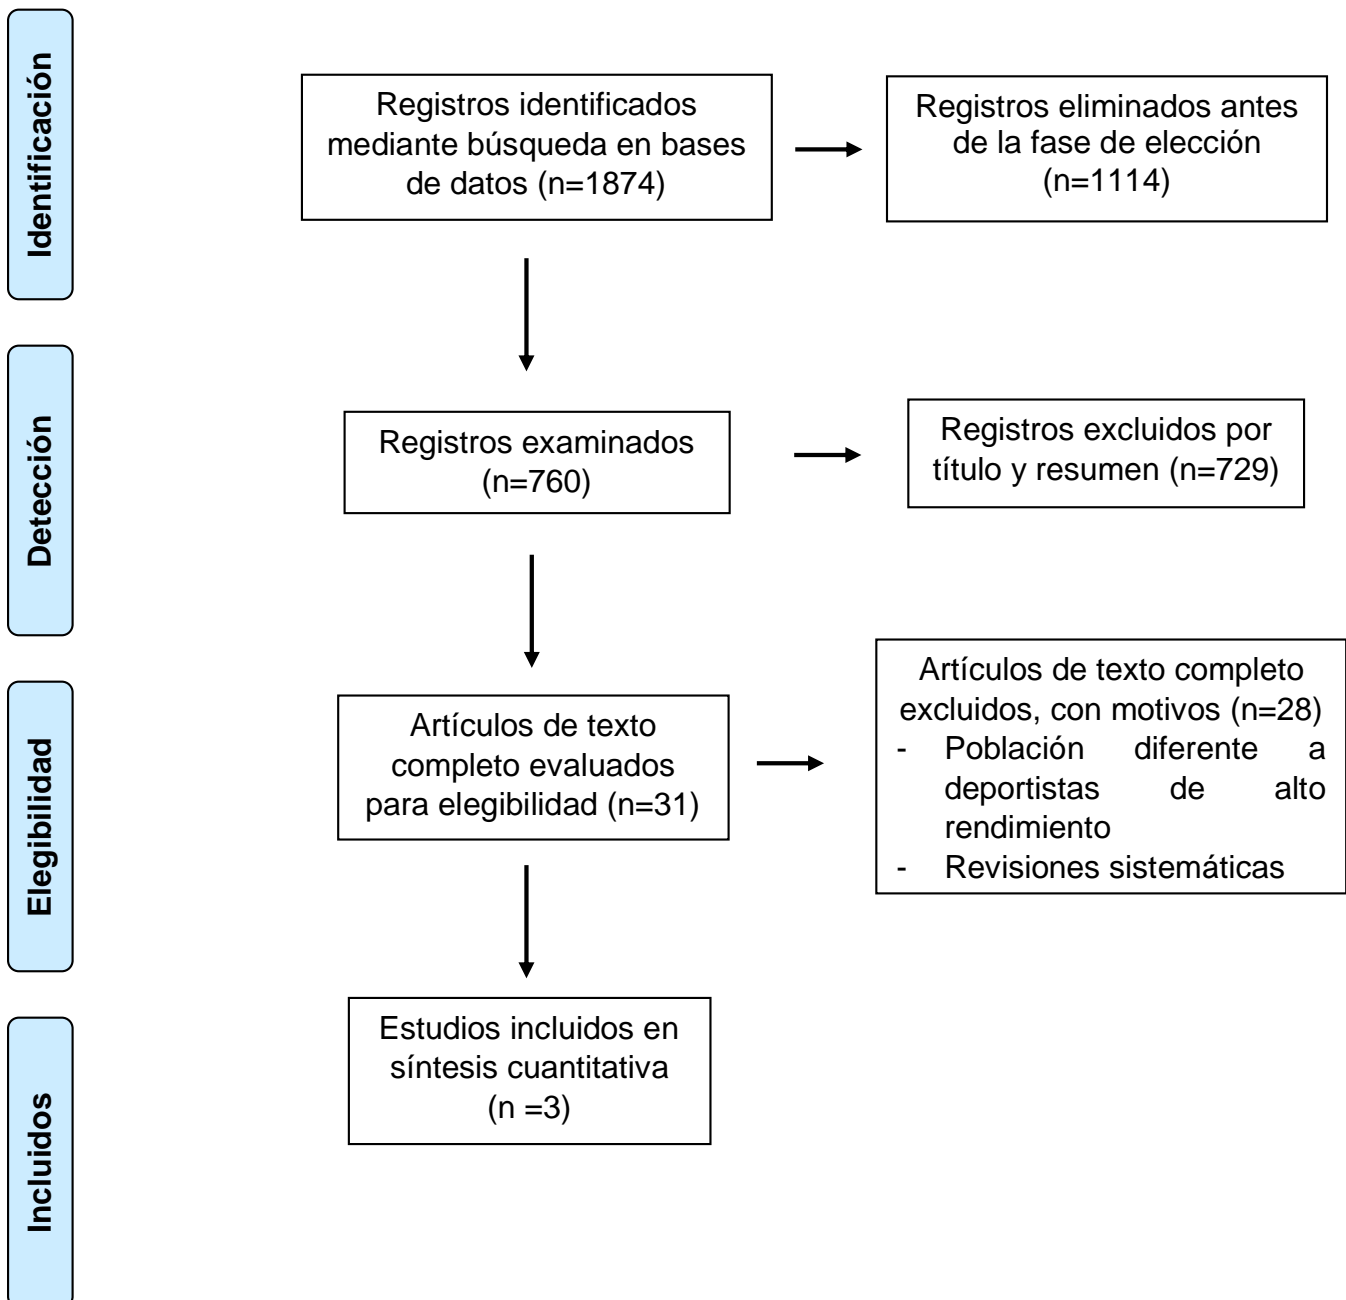 Identificación
Registros identificados
mediante búsqueda en bases
de datos (n=1874)
Registros eliminados antes
de la fase de elección
(n=1114)
Detección
Registros examinados
(n=760)
Registros excluidos por
título y resumen (n=729)
Elegibilidad
Artículos de texto
completo evaluados
para elegibilidad (n=31)
Artículos de texto completo
excluidos, con motivos (n=28)
- Población diferente a
deportistas de alto
rendimiento
- Revisiones sistemáticas
Incluidos
Estudios incluidos en
síntesis cuantitativa
(n =3)